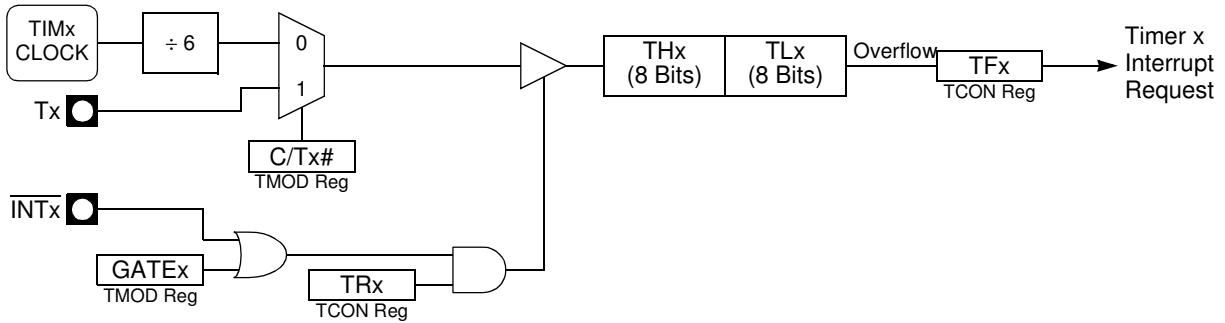 TIMx
CLOCK
÷ 6
0
1
Tx
C/Tx#
TMOD Reg
THx
(8 Bits)
TLx
(8 Bits)
Overflow
TFx
TCON Reg
Timer x
Interrupt
Request
INTx
GATEx
TMOD Reg
TRx
TCON Reg